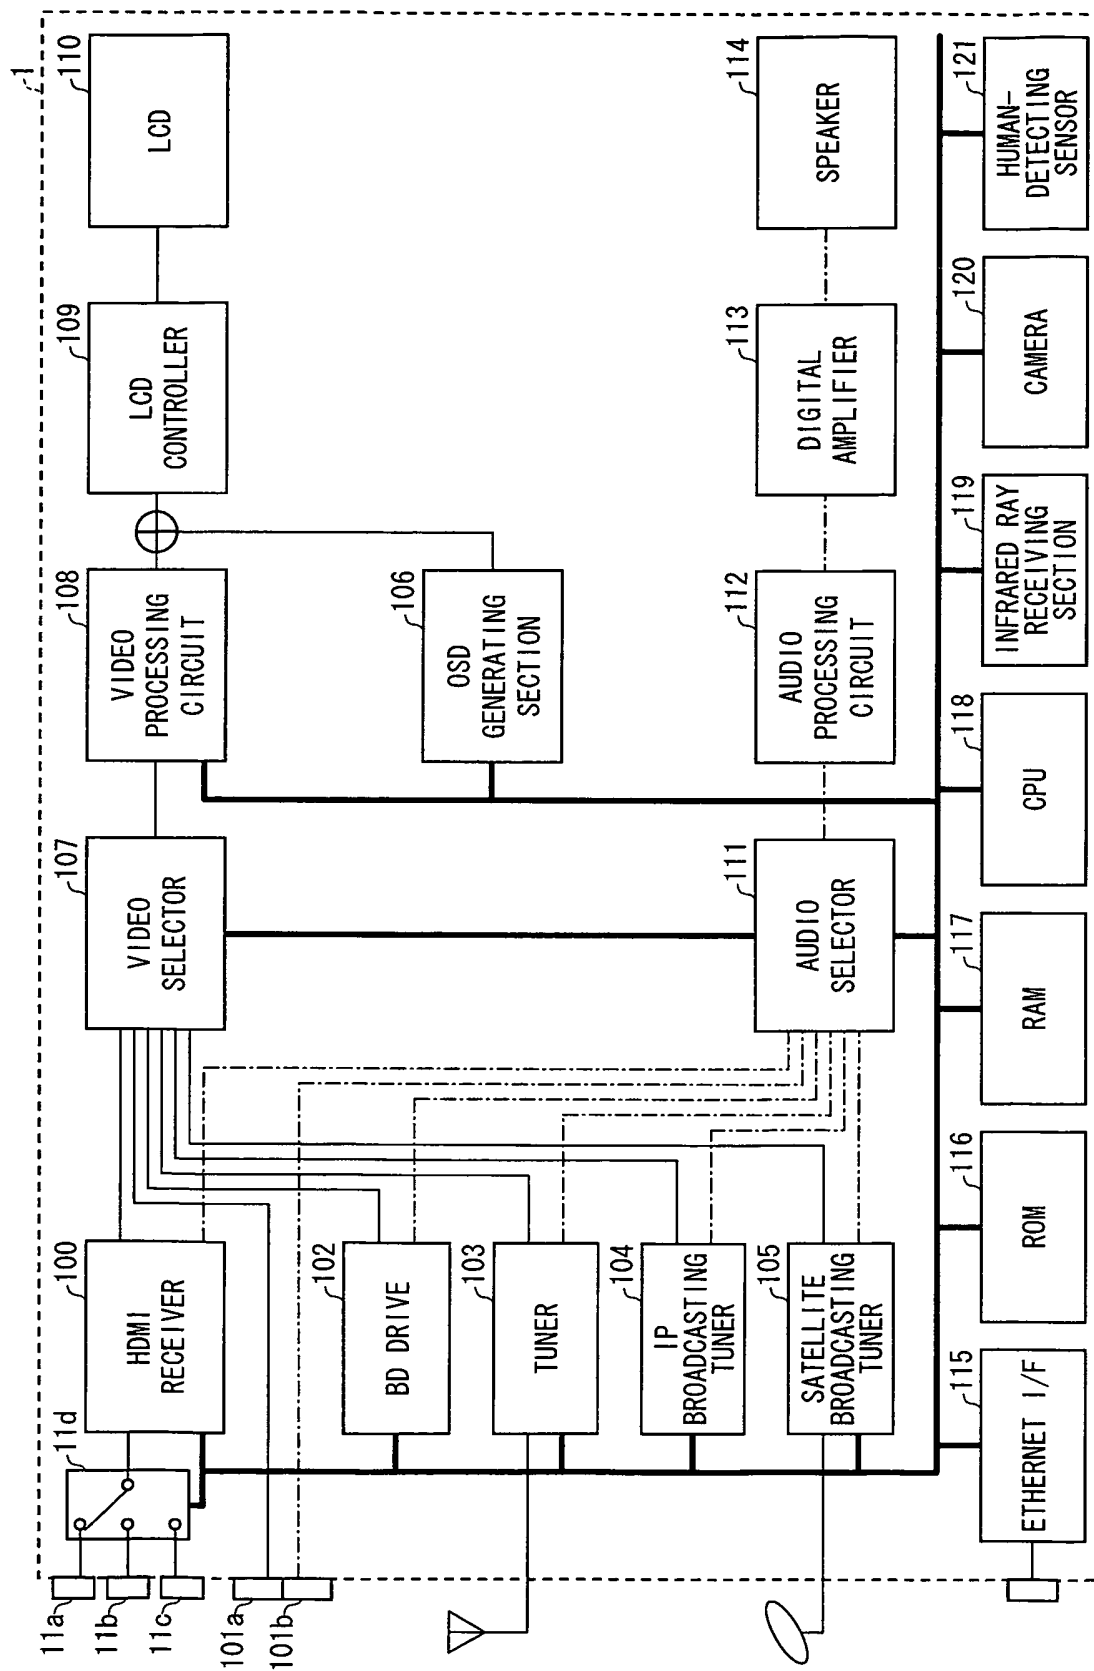 1
11a
11b
11c
11d
101a
101b
100
HDMI
RECEIVER
107
VIDEO
SELECTOR
108
VIDEO
PROCESSING
CIRCUIT
109
LCD
CONTROLLER
110
LCD
102
BD DRIVE
103
TUNER
104
IP
BROADCASTING
TUNER
105
SATELLITE
BROADCASTING
TUNER
106
OSD
GENERATING
SECTION
111
AUDIO
SELECTOR
112
AUDIO
PROCESSING
CIRCUIT
113
DIGITAL
AMPLIFIER
114
SPEAKER
115
ETHERNET I/F
116
ROM
117
RAM
118
CPU
119
INFRARED RAY
RECEIVING
SECTION
120
CAMERA
121
HUMAN-
DETECTING
SENSOR